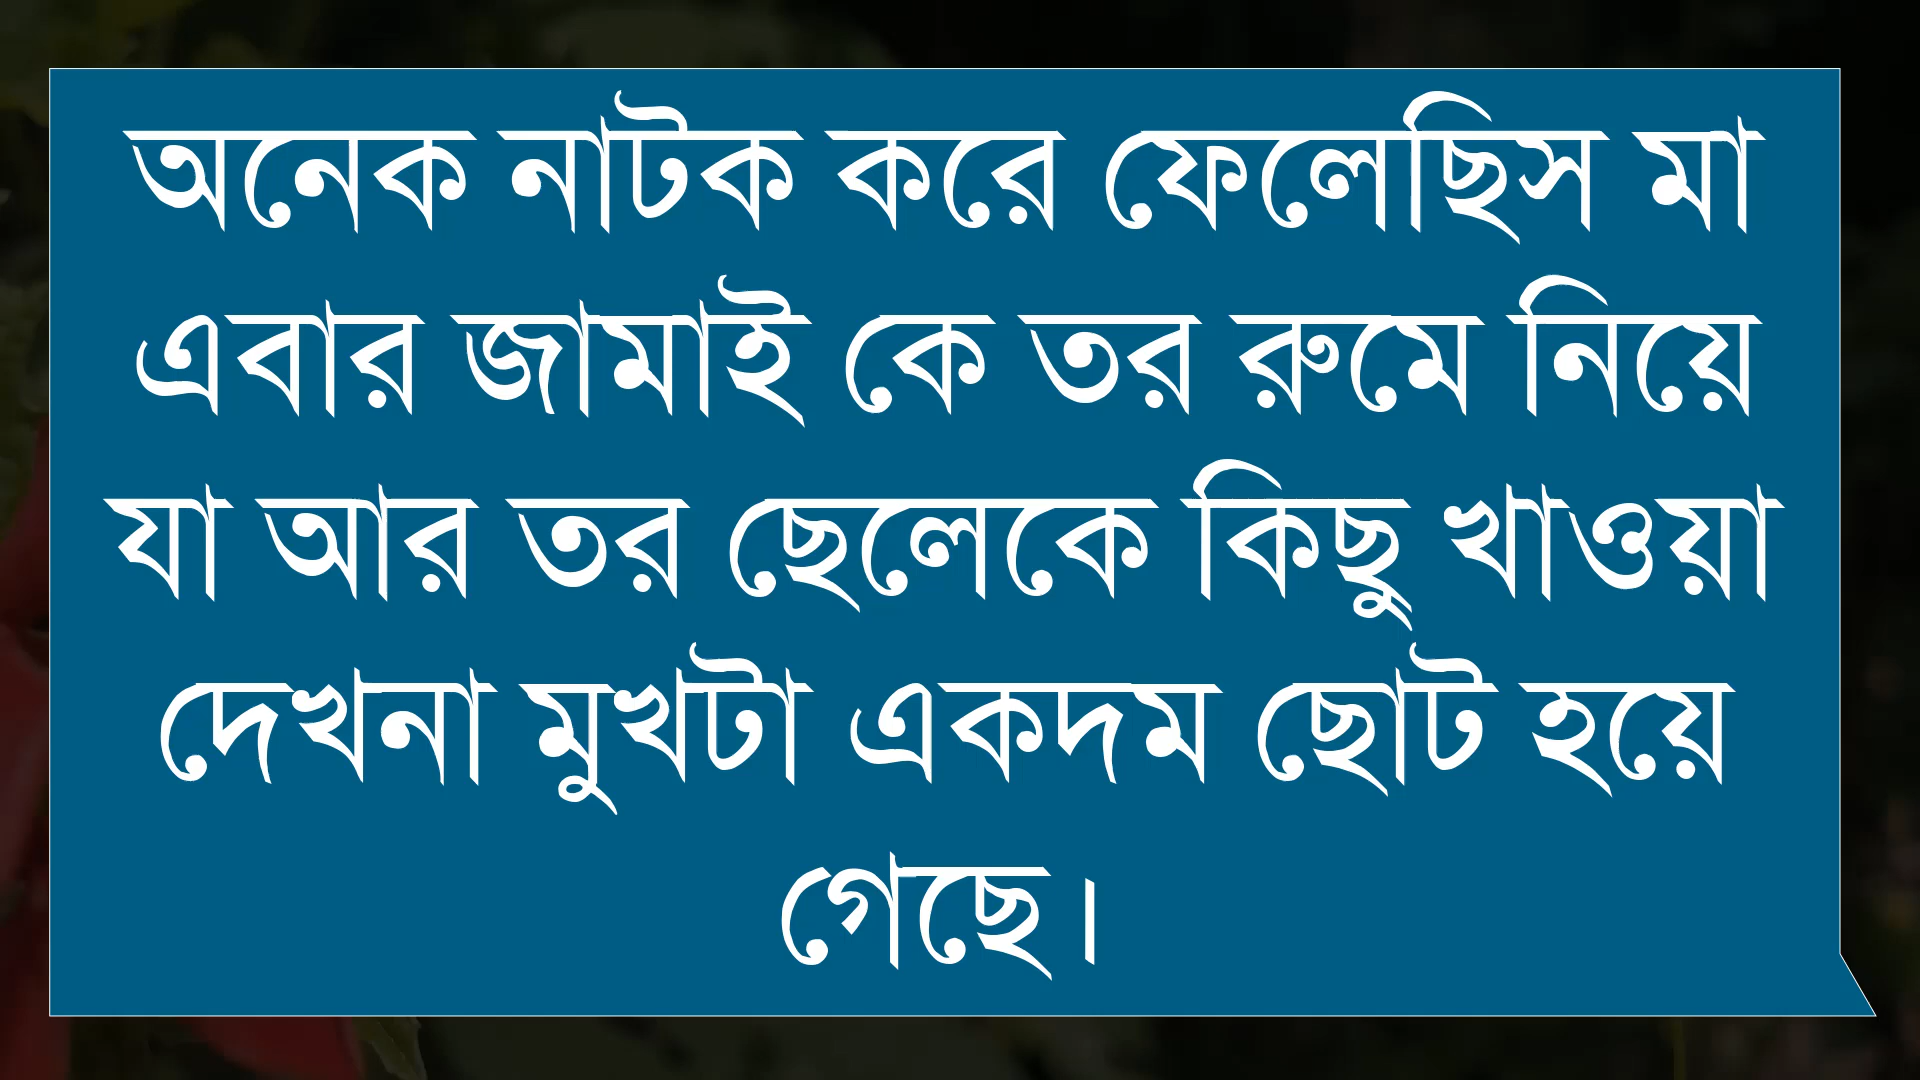 অনেক নাটক করে ফেলেছিস মা
এবার জামাই কে তর রুমে নিয়ে
যা আর তর ছেলেকে কিছু খাওয়া
দেখনা মুখটা একদম ছোট হয়ে
গেছে।